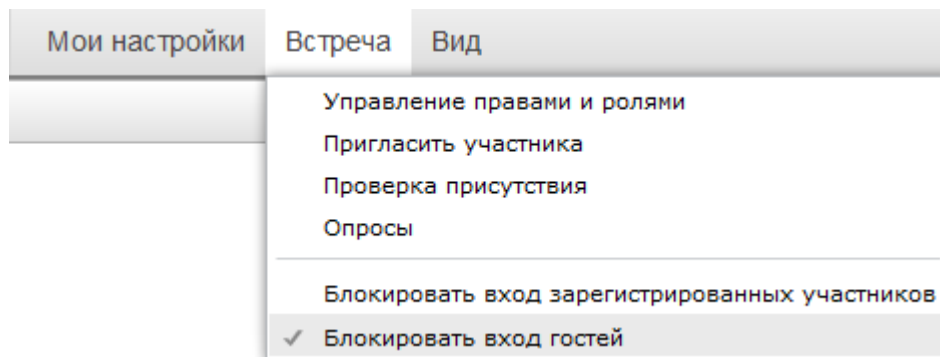 Мои настройки Встреча Вид
Управление правами и ролями
Пригласить участника
Проверка присутствия
Опросы
Блокировать вход зарегистрированных участников
Блокировать вход гостей